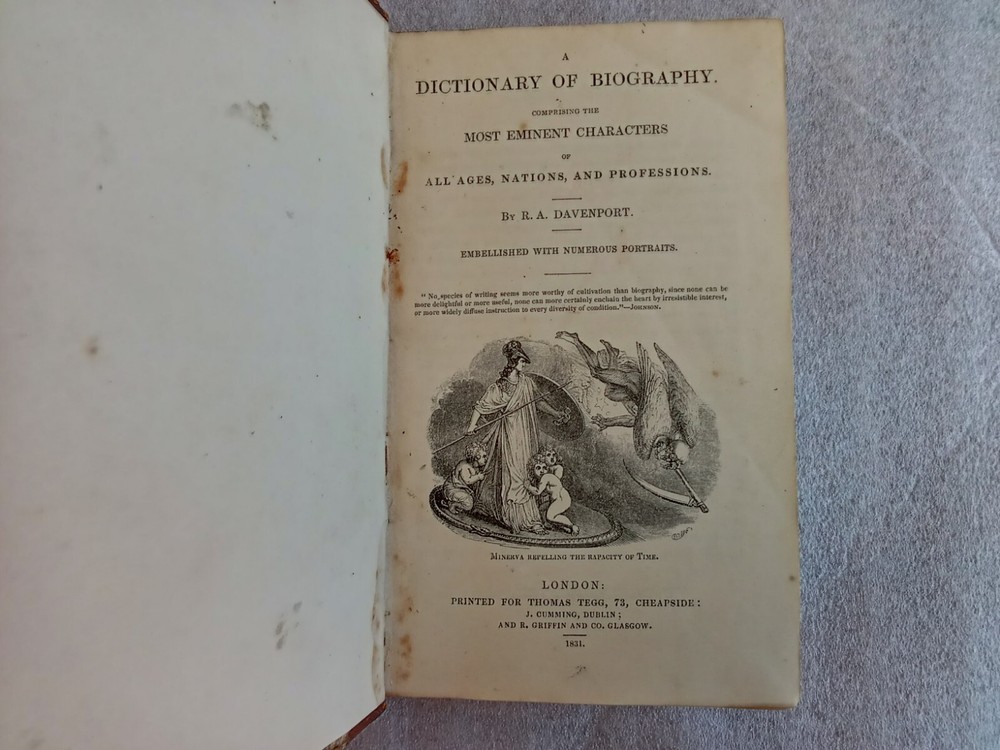 A
DICTIONARY OF BIOGRAPHY.
COMPRISING THE
MOST EMINENT CHARACTERS
OF
ALL AGES, NATIONS, AND PROFESSIONS.
BY R. A. DAVENPORT.
EMBELLISHED WITH NUMEROUS PORTRAITS.
" No species of writing seems more worthy of cultivation than biography, since none can be
more delightful or more useful, none can more certainly enchain the heart by irresistible interest,
or more widely diffuse instruction to every diversity of condition."—JOHNSON.
MINERVA REPELLING THE RAPACITY OF TIME.
LONDON:
PRINTED FOR THOMAS TEGG, 73, CHEAPSIDE:
J. CUMMING, DUBLIN;
AND R. GRIFFIN AND CO. GLASGOW.
1831.